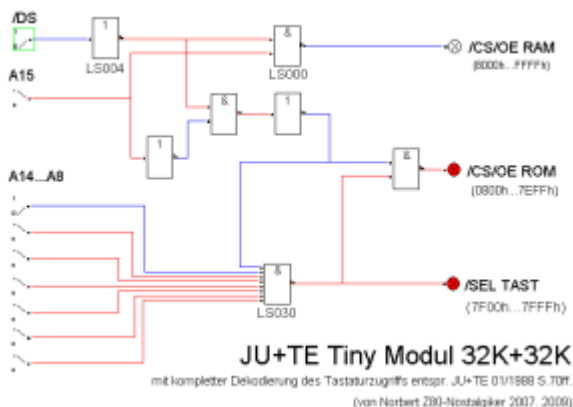 /DS
1
LS004
&
LS000
/CS/OE RAM
(8000h...FFFFh)
A15
&
1
1
A14...A8
&
/CS/OE ROM
(0800h...7EFFh)
&
LS030
/SEL TAST
(7F00h...7FFFh)
JU+TE Tiny Modul 32K+32K
mit kompletter Dekodierung des Tastaturzugriffs entspr. JU+TE 01/1988 S.70ff.
(von Norbert Z80-Nostalgiker 2007, 2009)